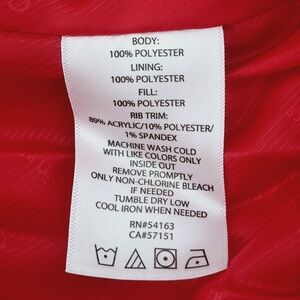 BODY:
100% POLYESTER
LINING:
100% POLYESTER
FILL:
100% POLYESTER
RIB TRIM:
89% ACRYLIC/10% POLYESTER/
1% SPANDEX
MACHINE WASH COLD
WITH LIKE COLORS ONLY
INSIDE OUT
REMOVE PROMPTLY
ONLY NON-CHLORINE BLEACH
IF NEEDED
TUMBLE DRY LOW
COOL IRON WHEN NEEDED
RN#54163
CA#57151